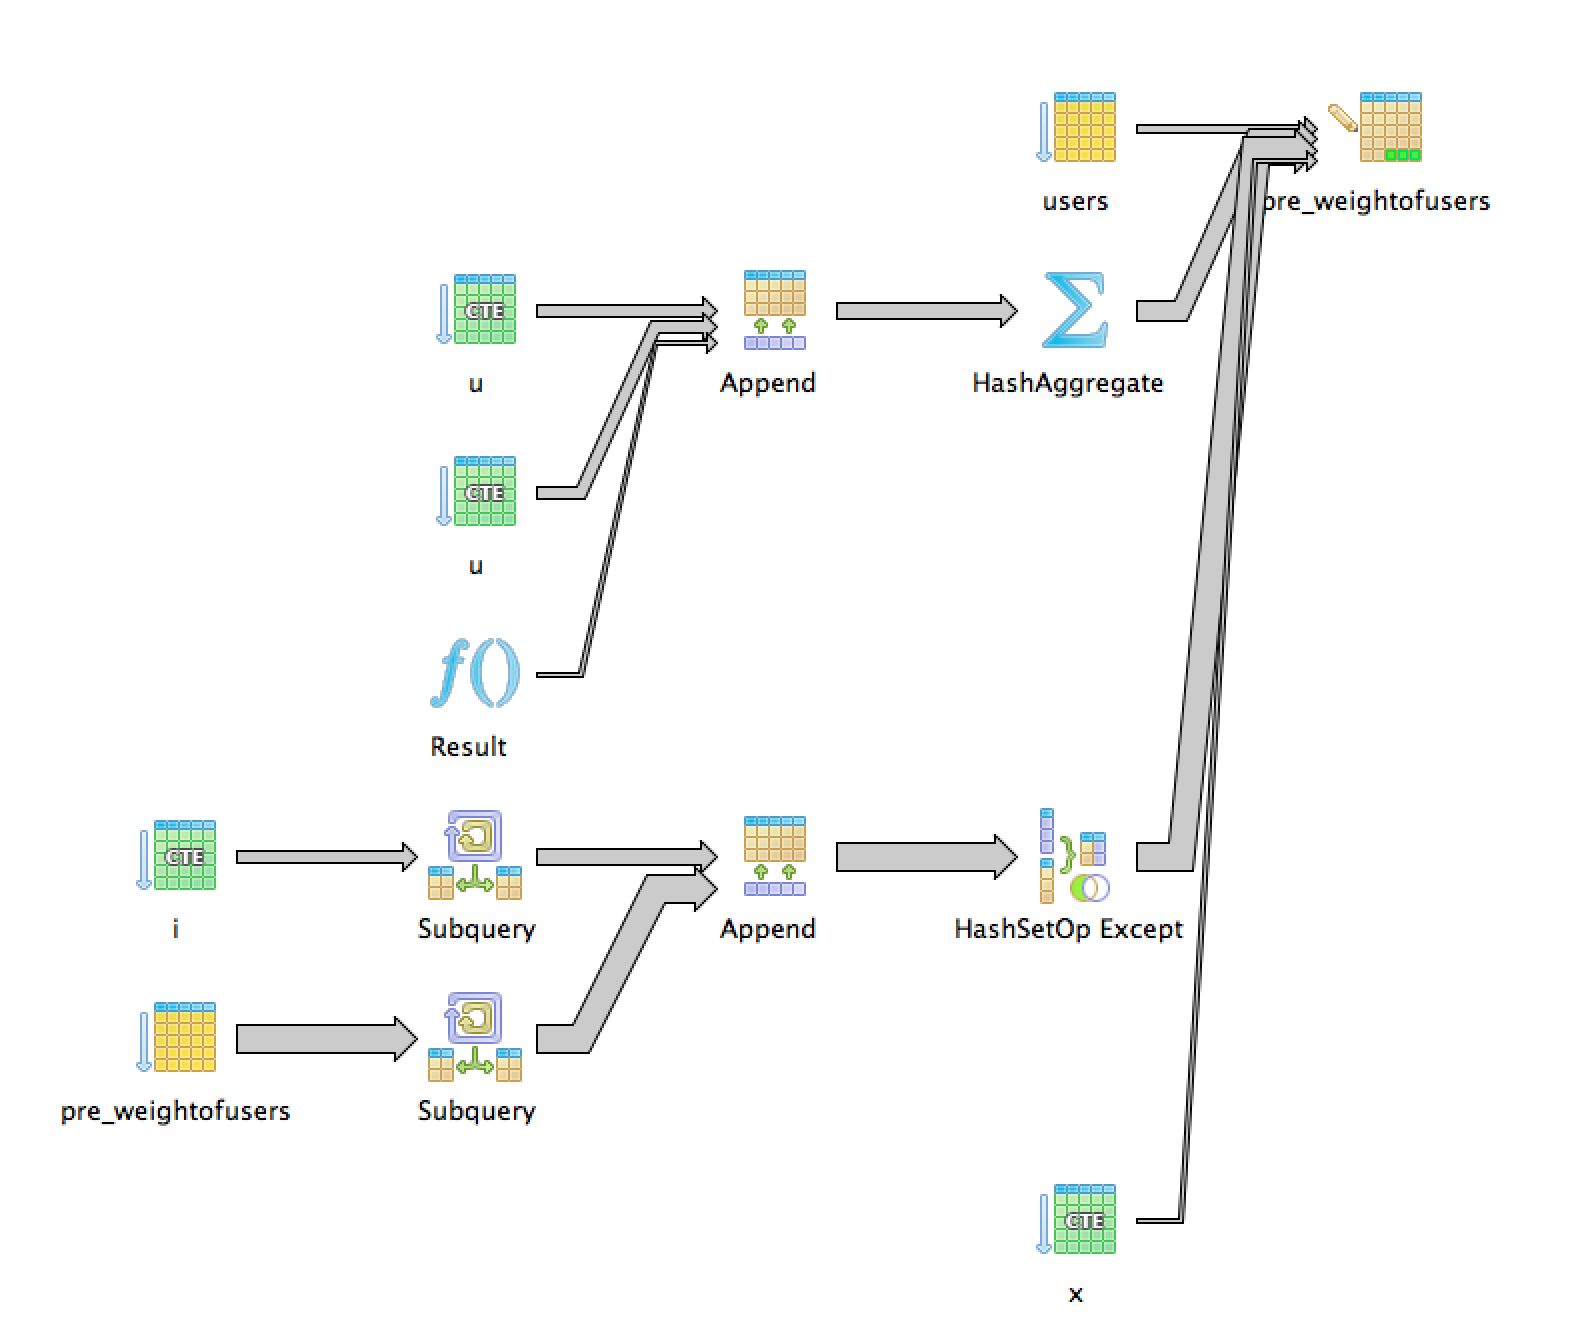 users
pre_weightofusers
CTE
u
Append
HashAggregate
CTE
u
f()
Result
CTE
i
Subquery
Append
HashSetOp Except
pre_weightofusers
Subquery
CTE
x